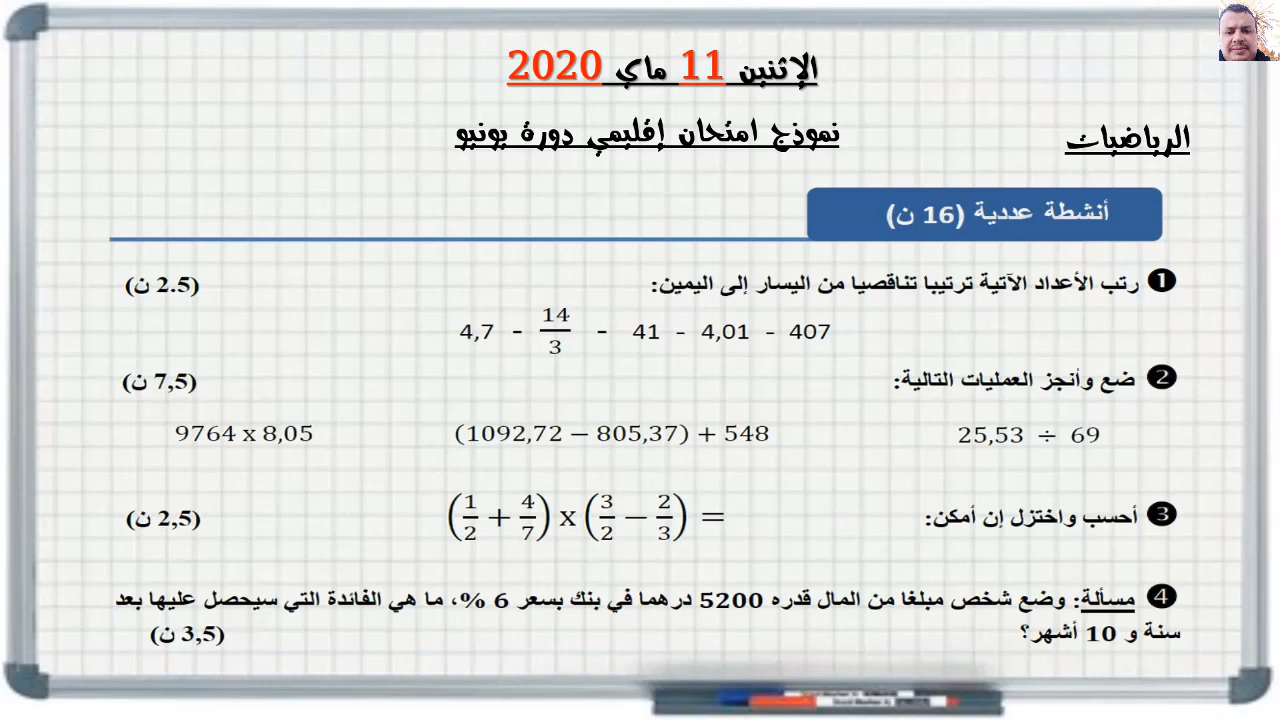 الإثنين 11 ماي 2020
نموذج امتحان إقليمي دورة يونيو
الرياضيات
أنشطة عددية (16 ن)
❶ رتب الأعداد الآتية ترتيبا تناقصيا من اليسار إلى اليمين: (2.5 ن)
4,7 - 14/3 - 41 - 4,01 - 407
❷ ضع وأنجز العمليات التالية: (7,5 ن)
9764 x 8,05 (1092,72 − 805,37) + 548 25,53 ÷ 69
❸ أحسب واختزل إن أمكن: (1/2 + 4/7) x (3/2 − 2/3) = (2,5 ن)
❹ مسألة: وضع شخص مبلغا من المال قدره 5200 درهما في بنك بسعر 6 %، ما هي الفائدة التي سيحصل عليها بعد
سنة و 10 أشهر؟ (3,5 ن)